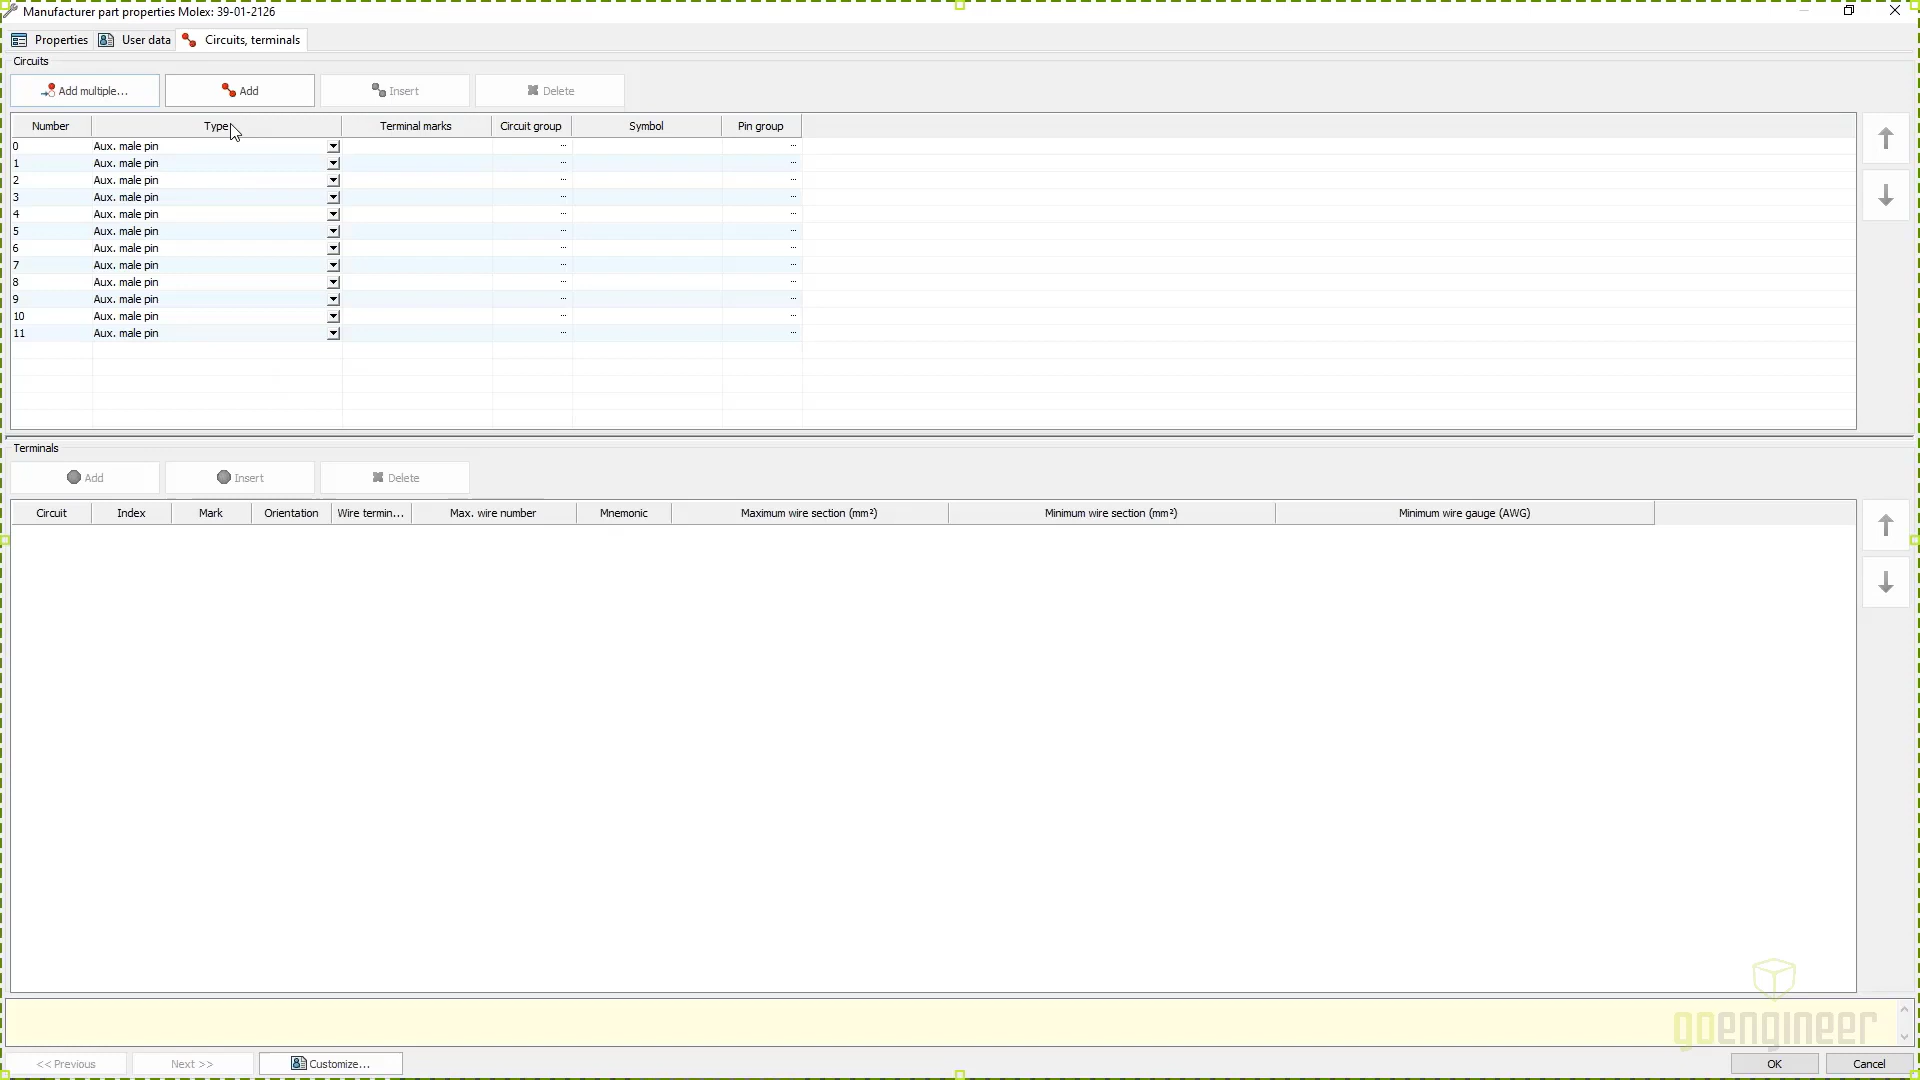 Manufacturer part properties Molex: 39-01-2126
Properties User data Circuits, terminals
Circuits
Add multiple... Add Insert Delete
Number Type Terminal marks Circuit group Symbol Pin group
0 Aux. male pin ... ...
1 Aux. male pin ... ...
2 Aux. male pin ... ...
3 Aux. male pin ... ...
4 Aux. male pin ... ...
5 Aux. male pin ... ...
6 Aux. male pin ... ...
7 Aux. male pin ... ...
8 Aux. male pin ... ...
9 Aux. male pin ... ...
10 Aux. male pin ... ...
11 Aux. male pin ... ...
Terminals
Add Insert Delete
Circuit Index Mark Orientation Wire termin... Max. wire number Mnemonic Maximum wire section (mm²) Minimum wire section (mm²) Minimum wire gauge (AWG)
goengineer
<< Previous Next >> Customize... OK Cancel